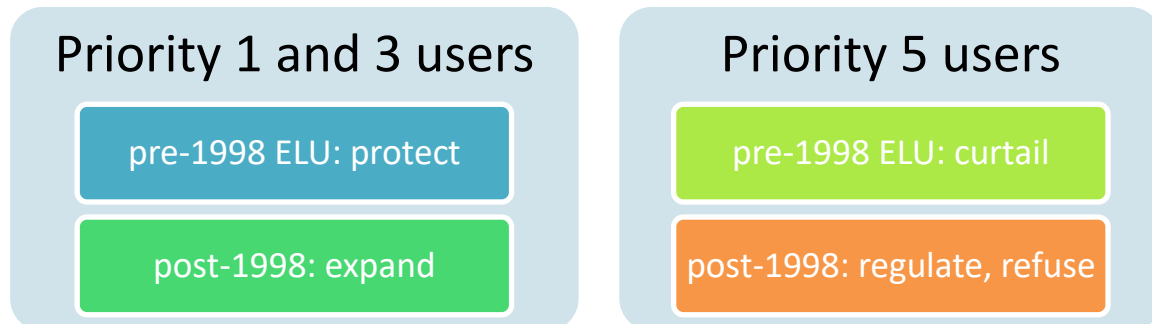 Priority 1 and 3 users
pre-1998 ELU: protect
post-1998: expand
Priority 5 users
pre-1998 ELU: curtail
post-1998: regulate, refuse